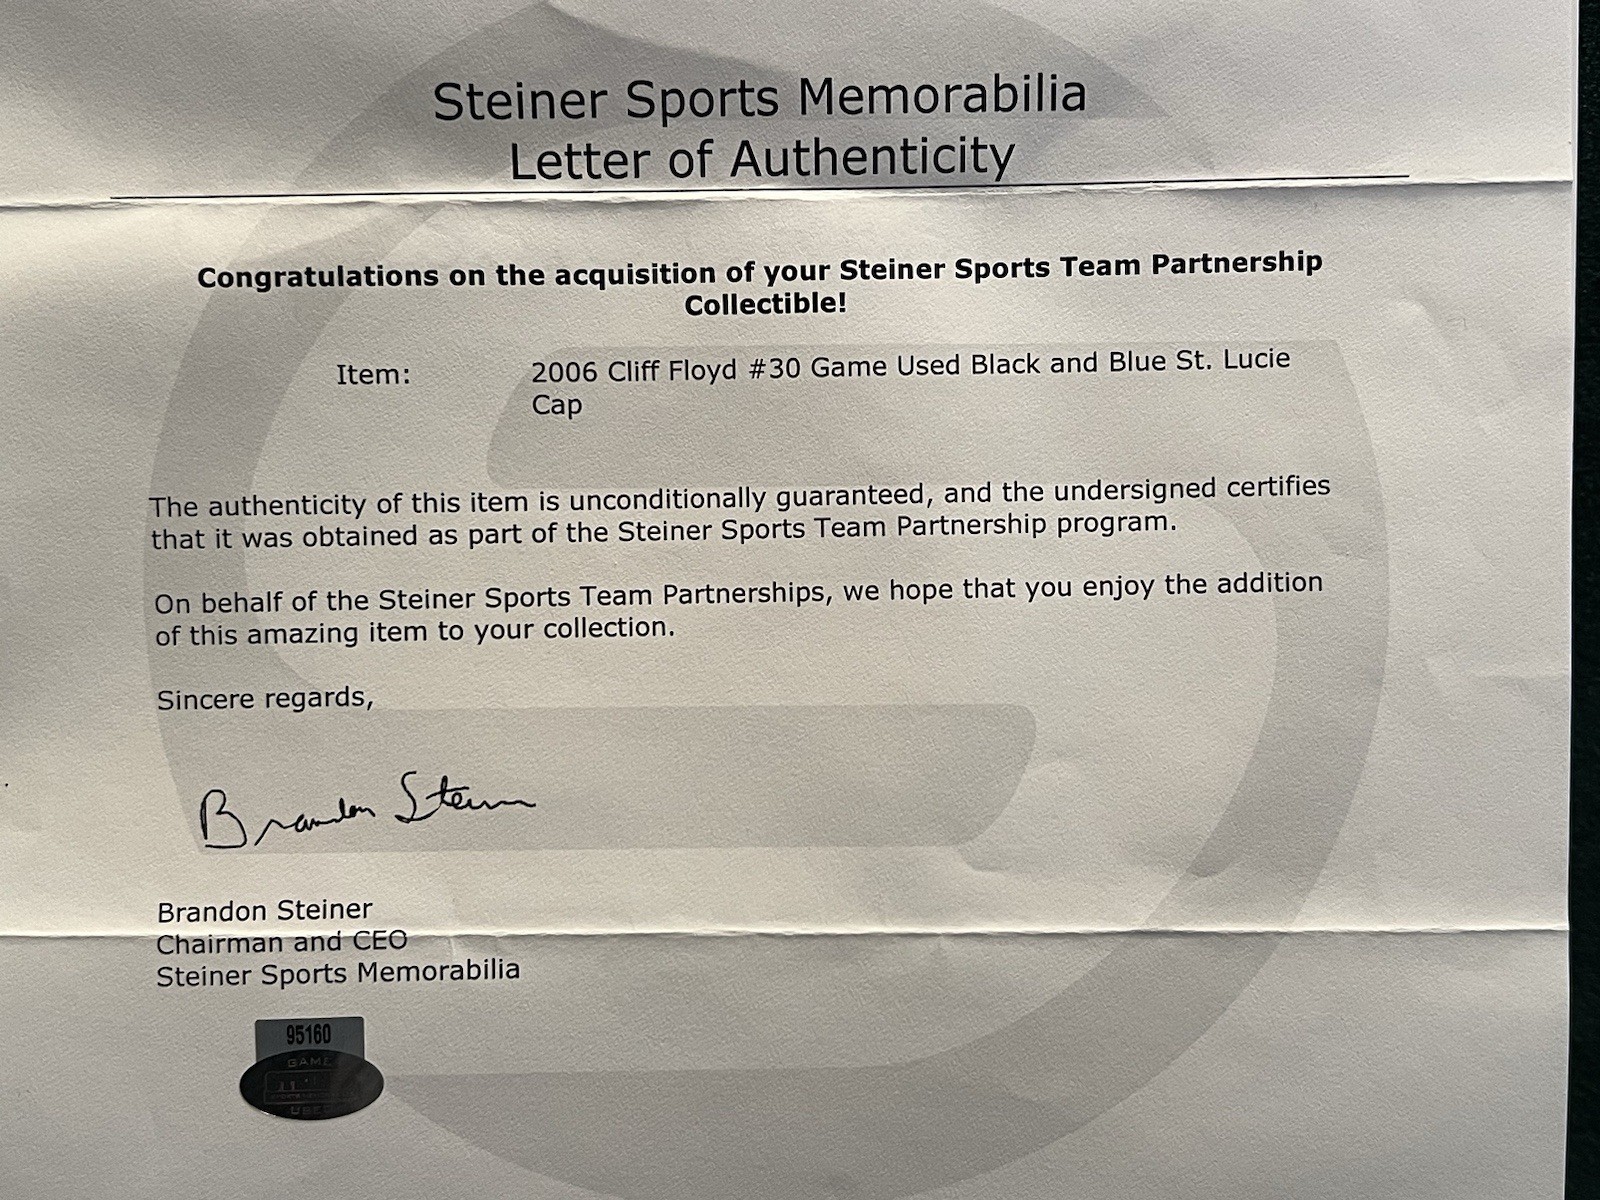 Steiner Sports Memorabilia
Letter of Authenticity
Congratulations on the acquisition of your Steiner Sports Team Partnership
Collectible!
Item: 2006 Cliff Floyd #30 Game Used Black and Blue St. Lucie
Cap
The authenticity of this item is unconditionally guaranteed, and the undersigned certifies
that it was obtained as part of the Steiner Sports Team Partnership program.
On behalf of the Steiner Sports Team Partnerships, we hope that you enjoy the addition
of this amazing item to your collection.
Sincere regards,
Brandon Steiner
Brandon Steiner
Chairman and CEO
Steiner Sports Memorabilia
95160
GAME
USED